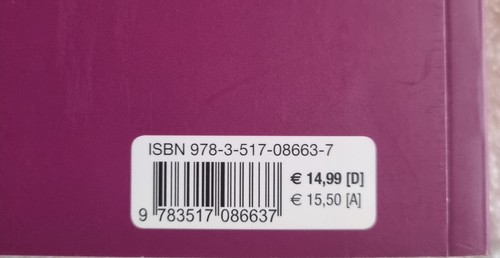 ISBN 978-3-517-08663-7
€ 14,99 [D]
€ 15,50 [A]
9 783517 086637